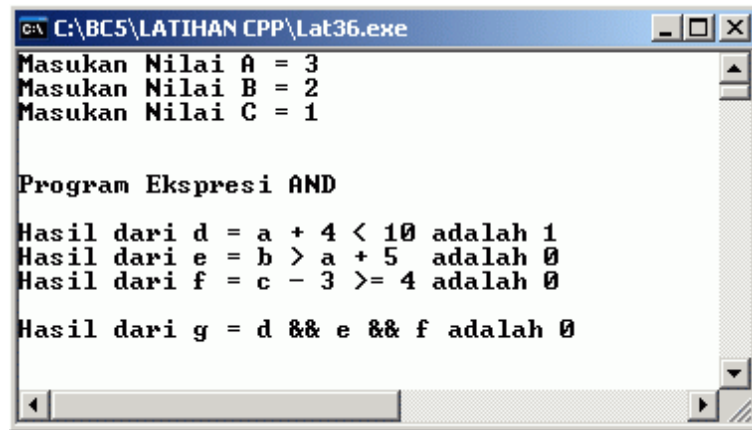 C:\BC5\LATIHAN CPP\Lat36.exe
Masukan Nilai A = 3
Masukan Nilai B = 2
Masukan Nilai C = 1
Program Ekspresi AND
Hasil dari d = a + 4 < 10 adalah 1
Hasil dari e = b > a + 5  adalah 0
Hasil dari f = c - 3 >= 4 adalah 0
Hasil dari g = d && e && f adalah 0